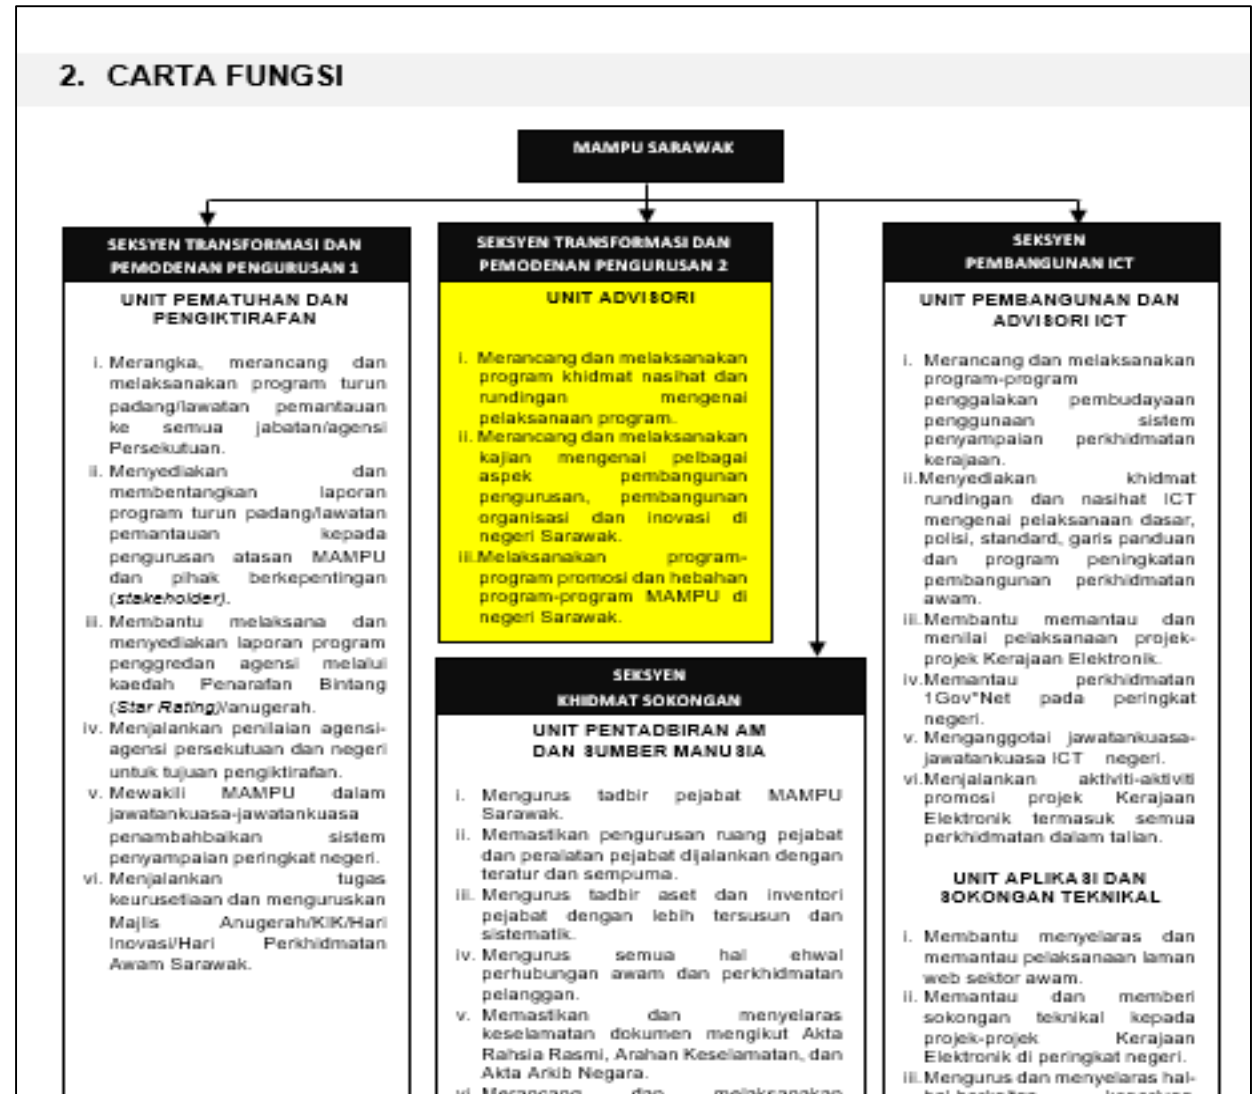 2. CARTA FUNGSI
MAMPU SARAWAK
SEKSYEN TRANSFORMASI DAN
PEMODENAN PENGURUSAN 1
UNIT PEMATUHAN DAN
PENGIKTIRAFAN
i. Merangka, merancang dan
melaksanakan program turun
padang/lawatan pemantauan
ke semua jabatan/agensi
Persekutuan.
ii. Menyediakan dan
membentangkan laporan
program turun padang/lawatan
pemantauan kepada
pengurusan atasan MAMPU
dan pihak berkepentingan
(stakeholder).
iii. Membantu melaksana dan
menyediakan laporan program
penggredan agensi melalui
kaedah Penarafan Bintang
(Star Rating)/anugerah.
iv. Menjalankan penilaian agensi-
agensi persekutuan dan negeri
untuk tujuan pengiktirafan.
v. Mewakili MAMPU dalam
jawatankuasa-jawatankuasa
penambahbaikan sistem
penyampaian peringkat negeri.
vi. Menjalankan tugas
keurusetiaan dan menguruskan
Majlis Anugerah/KIK/Hari
Inovasi/Hari Perkhidmatan
Awam Sarawak.
SEKSYEN TRANSFORMASI DAN
PEMODENAN PENGURUSAN 2
UNIT ADVISORI
i. Merancang dan melaksanakan
program khidmat nasihat dan
rundingan mengenai
pelaksanaan program.
ii. Merancang dan melaksanakan
kajian mengenai pelbagai
aspek pembangunan
pengurusan, pembangunan
organisasi dan inovasi di
negeri Sarawak.
iii. Melaksanakan program-
program promosi dan hebahan
program-program MAMPU di
negeri Sarawak.
SEKSYEN
KHIDMAT SOKONGAN
UNIT PENTADBIRAN AM
DAN SUMBER MANUSIA
i. Mengurus tadbir pejabat MAMPU
Sarawak.
ii. Memastikan pengurusan ruang pejabat
dan peralatan pejabat dijalankan dengan
teratur dan sempurna.
iii. Mengurus tadbir aset dan inventori
pejabat dengan lebih tersusun dan
sistematik.
iv. Mengurus semua hal ehwal
perhubungan awam dan perkhidmatan
pelanggan.
v. Memastikan dan menyelaras
keselamatan dokumen mengikut Akta
Rahsia Rasmi, Arahan Keselamatan, dan
Akta Arkib Negara.
vi. Merancang dan melaksanakan
SEKSYEN
PEMBANGUNAN ICT
UNIT PEMBANGUNAN DAN
ADVISORI ICT
i. Merancang dan melaksanakan
program-program
penggalakan pembudayaan
penggunaan sistem
penyampaian perkhidmatan
kerajaan.
ii. Menyediakan khidmat
rundingan dan nasihat ICT
mengenai pelaksanaan dasar,
polisi, standard, garis panduan
dan program peningkatan
pembangunan perkhidmatan
awam.
iii. Membantu memantau dan
menilai pelaksanaan projek-
projek Kerajaan Elektronik.
iv. Memantau perkhidmatan
1Gov*Net pada peringkat
negeri.
v. Menganggotai jawatankuasa-
jawatankuasa ICT negeri.
vi. Menjalankan aktiviti-aktiviti
promosi projek Kerajaan
Elektronik termasuk semua
perkhidmatan dalam talian.
UNIT APLIKASI DAN
SOKONGAN TEKNIKAL
i. Membantu menyelaras dan
memantau pelaksanaan laman
web sektor awam.
ii. Memantau dan memberi
sokongan teknikal kepada
projek-projek Kerajaan
Elektronik di peringkat negeri.
iii. Mengurus dan menyelaras hal-